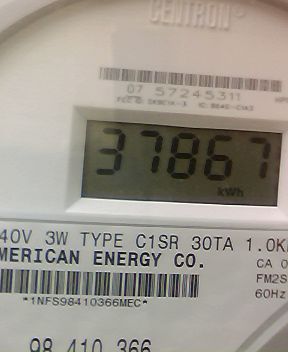 CENTRON
07 57245311
37867
kWh
40V 3W TYPE C1SR 30TA 1.0K
MERICAN ENERGY CO.
CA 0
FM2S
60Hz
*1NFS98410366MEC*
98 410 366